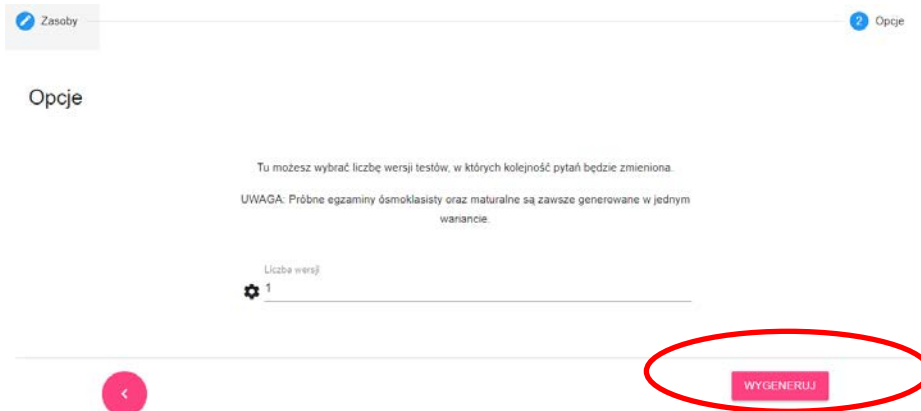 Zasoby
2 Opcje
Opcje
Tu możesz wybrać liczbę wersji testów, w których kolejność pytań będzie zmieniona.
UWAGA: Próbne egzaminy ósmoklasisty oraz maturalne są zawsze generowane w jednym
wariancie.
Liczba wersji
1
WYGENERUJ